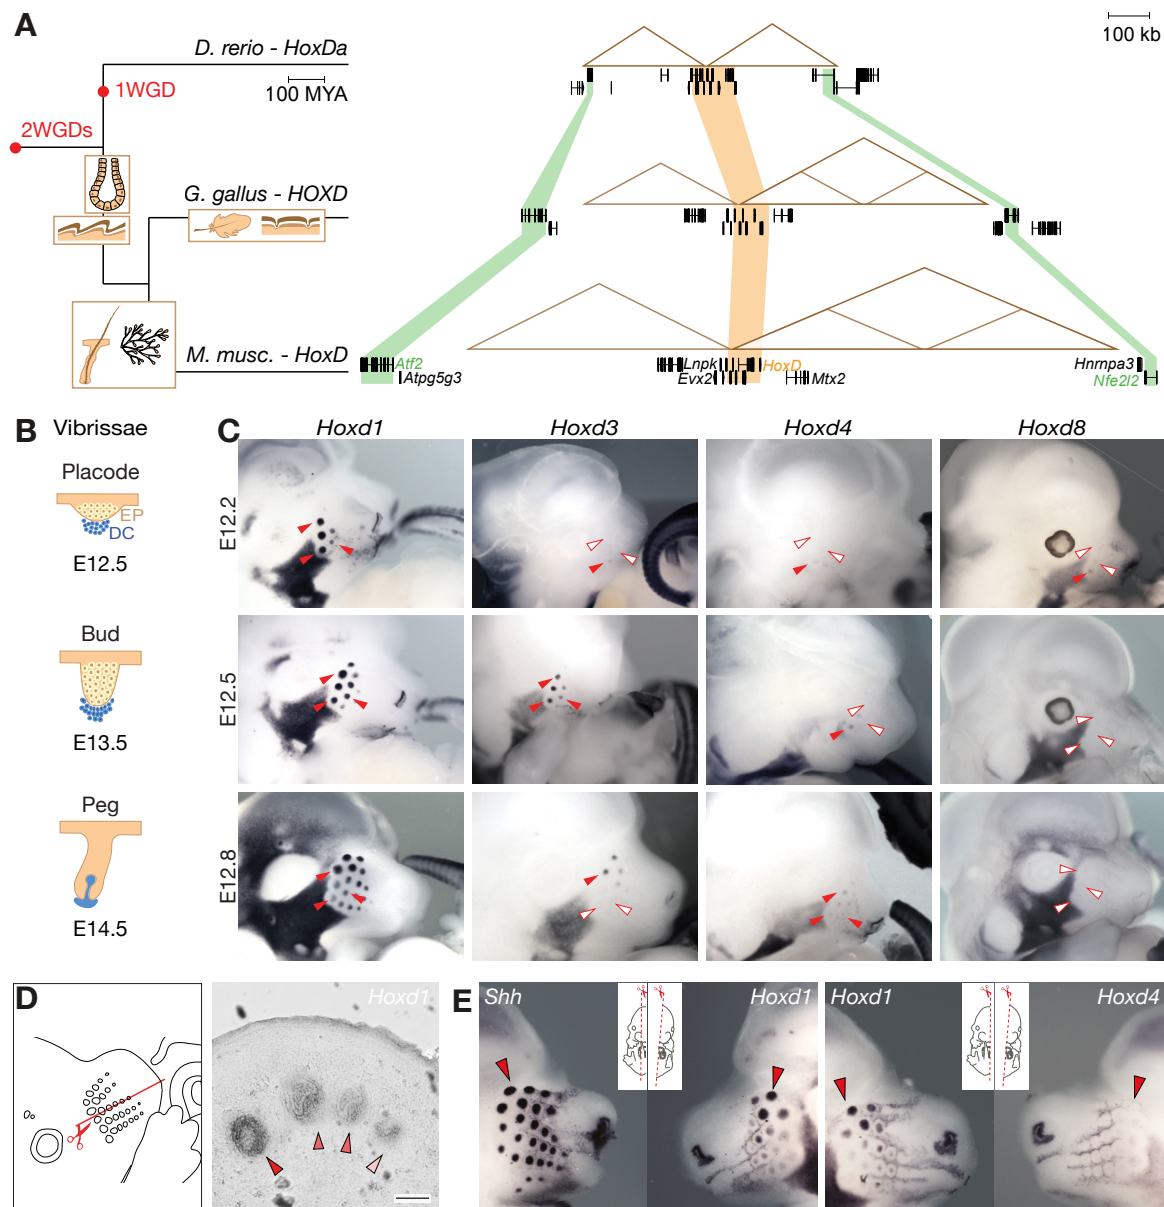 A
D. rerio - HoxDa
100 kb
1WGD
100 MYA
2WGDs
G. gallus - HOXD
M. musc. - HoxD
Atf2
Atpg5g3
Lnpk
HoxD
Evx2
Mtx2
Hnrnpa3
Nfe2l2
B
Vibrissae
C
Hoxd1
Hoxd3
Hoxd4
Hoxd8
Placode
EP
DC
E12.5
E12.2
Bud
E13.5
E12.5
Peg
E14.5
E12.8
D
Hoxd1
E
Shh
Hoxd1
Hoxd1
Hoxd4